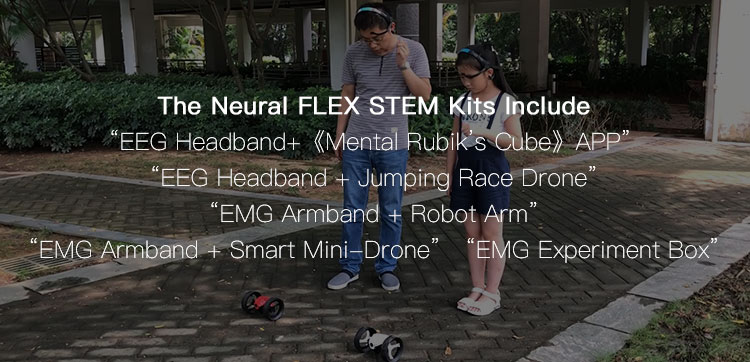 The Neural FLEX STEM Kits Include
“EEG Headband+《Mental Rubik's Cube》APP”
“EEG Headband + Jumping Race Drone”
“EMG Armband + Robot Arm”
“EMG Armband + Smart Mini-Drone” “EMG Experiment Box”